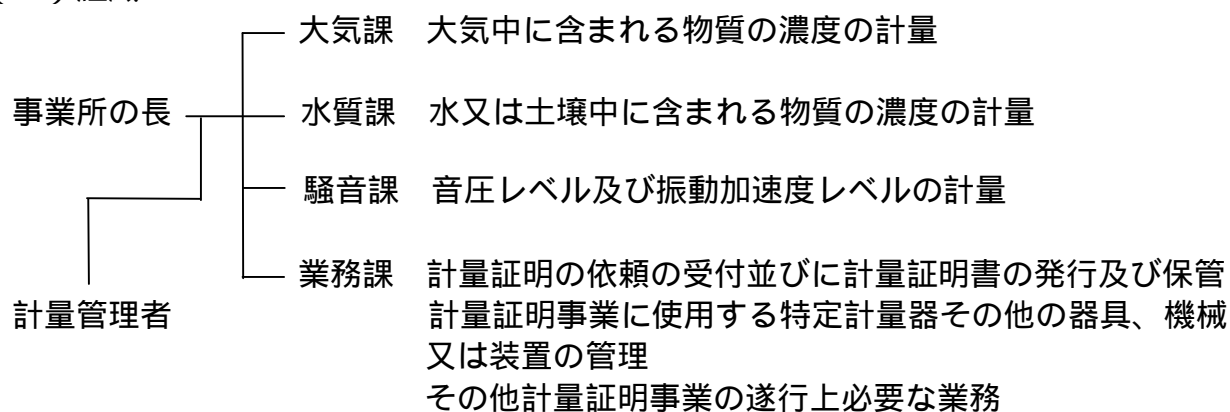 大気課 大気中に含まれる物質の濃度の計量
事業所の長 水質課 水又は土壌中に含まれる物質の濃度の計量
騒音課 音圧レベル及び振動加速度レベルの計量
業務課 計量証明の依頼の受付並びに計量証明書の発行及び保管
計量管理者 計量証明事業に使用する特定計量器その他の器具、機械
又は装置の管理
その他計量証明事業の遂行上必要な業務